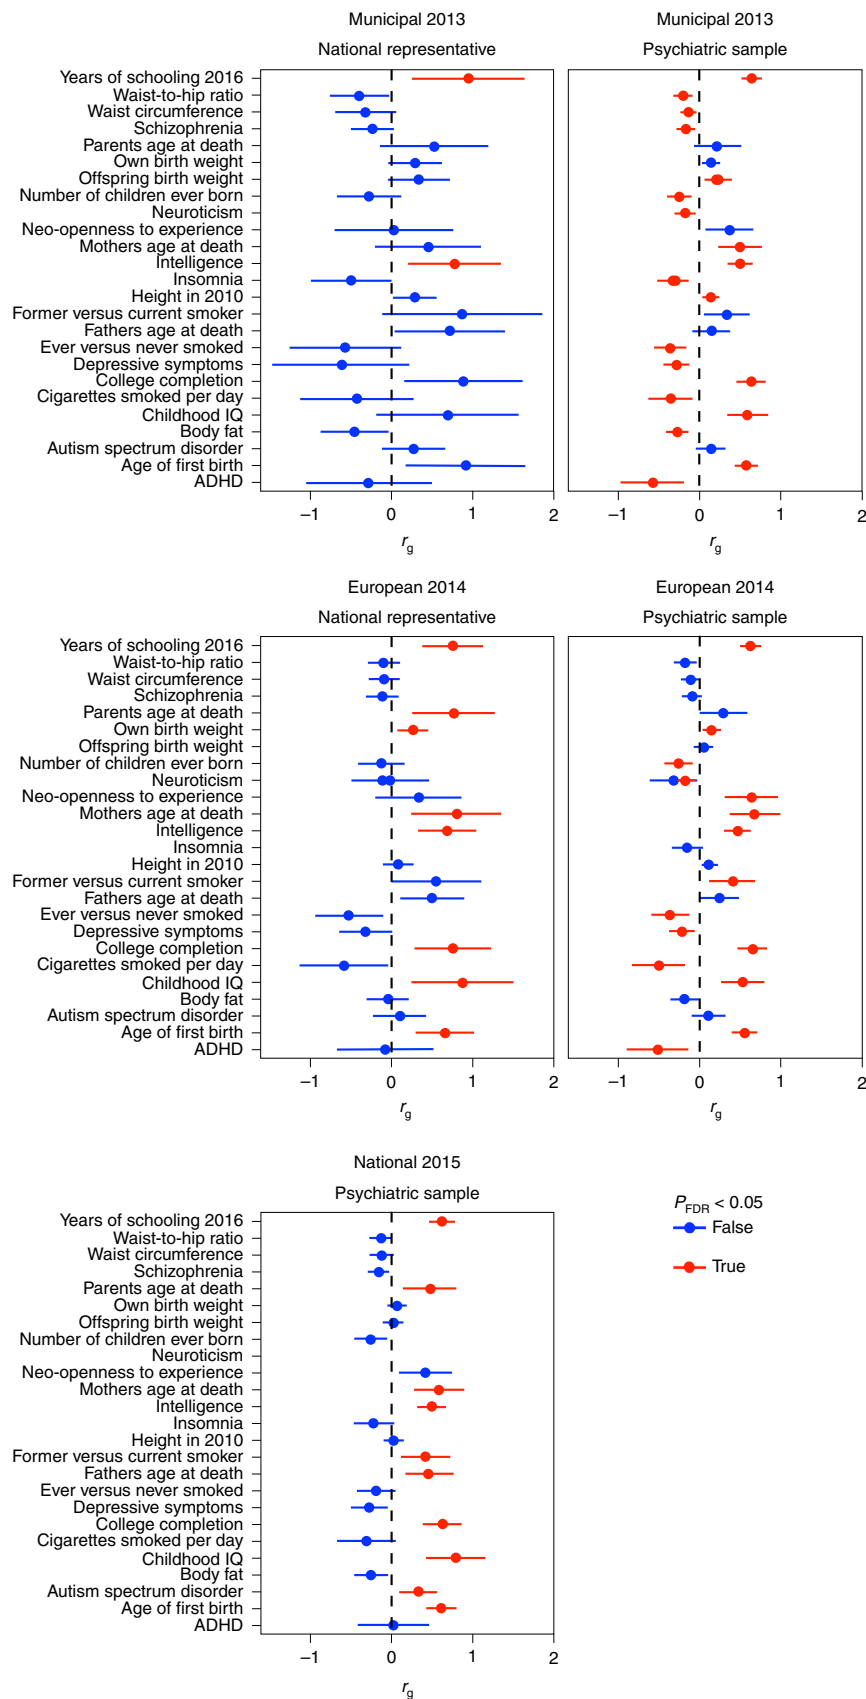 Municipal 2013
National representative
Municipal 2013
Psychiatric sample
Years of schooling 2016
Waist-to-hip ratio
Waist circumference
Schizophrenia
Parents age at death
Own birth weight
Offspring birth weight
Number of children ever born
Neuroticism
Neo-openness to experience
Mothers age at death
Intelligence
Insomnia
Height in 2010
Former versus current smoker
Fathers age at death
Ever versus never smoked
Depressive symptoms
College completion
Cigarettes smoked per day
Childhood IQ
Body fat
Autism spectrum disorder
Age of first birth
ADHD
–1 0 1 2
rg
–1 0 1 2
rg
European 2014
National representative
European 2014
Psychiatric sample
Years of schooling 2016
Waist-to-hip ratio
Waist circumference
Schizophrenia
Parents age at death
Own birth weight
Offspring birth weight
Number of children ever born
Neuroticism
Neo-openness to experience
Mothers age at death
Intelligence
Insomnia
Height in 2010
Former versus current smoker
Fathers age at death
Ever versus never smoked
Depressive symptoms
College completion
Cigarettes smoked per day
Childhood IQ
Body fat
Autism spectrum disorder
Age of first birth
ADHD
–1 0 1 2
rg
–1 0 1 2
rg
National 2015
Psychiatric sample
Years of schooling 2016
Waist-to-hip ratio
Waist circumference
Schizophrenia
Parents age at death
Own birth weight
Offspring birth weight
Number of children ever born
Neuroticism
Neo-openness to experience
Mothers age at death
Intelligence
Insomnia
Height in 2010
Former versus current smoker
Fathers age at death
Ever versus never smoked
Depressive symptoms
College completion
Cigarettes smoked per day
Childhood IQ
Body fat
Autism spectrum disorder
Age of first birth
ADHD
–1 0 1 2
rg
PFDR < 0.05
False
True